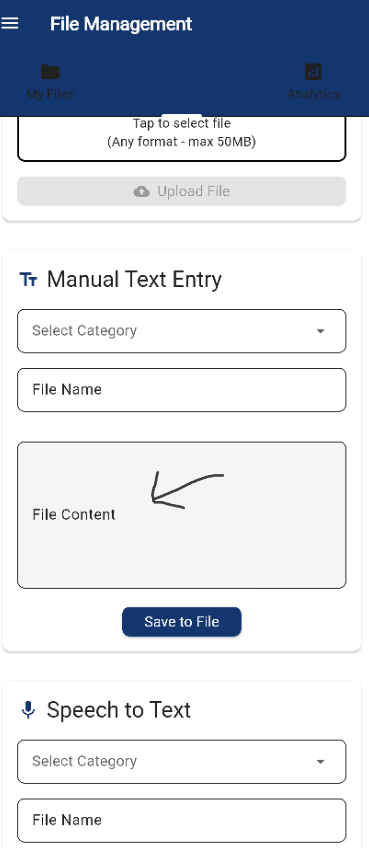 File Management
My Files
Analytics
Tap to select file
(Any format - max 50MB)
Upload File
Tт Manual Text Entry
Select Category
File Name
File Content
Save to File
Speech to Text
Select Category
File Name